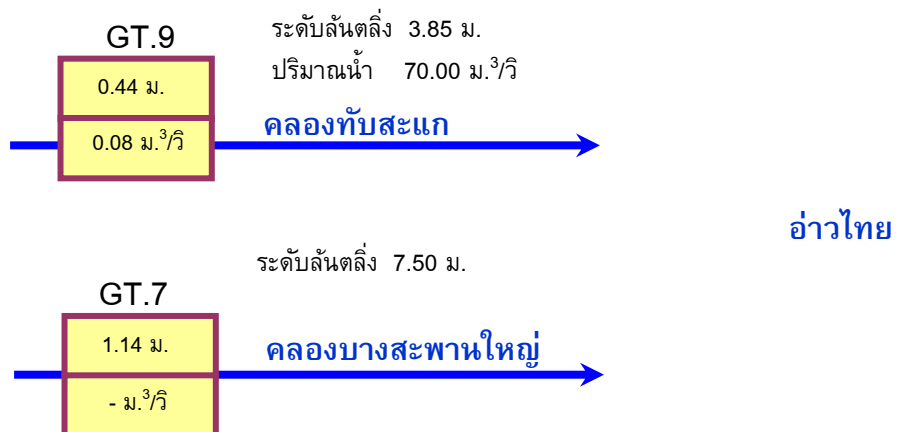 GT.9
ระดับล้นตลิ่ง 3.85 ม.
ปริมาณน้ำ 70.00 ม.³/วิ
0.44 ม.
0.08 ม.³/วิ
คลองทับสะแก
อ่าวไทย
ระดับล้นตลิ่ง 7.50 ม.
GT.7
1.14 ม.
คลองบางสะพานใหญ่
- ม.³/วิ